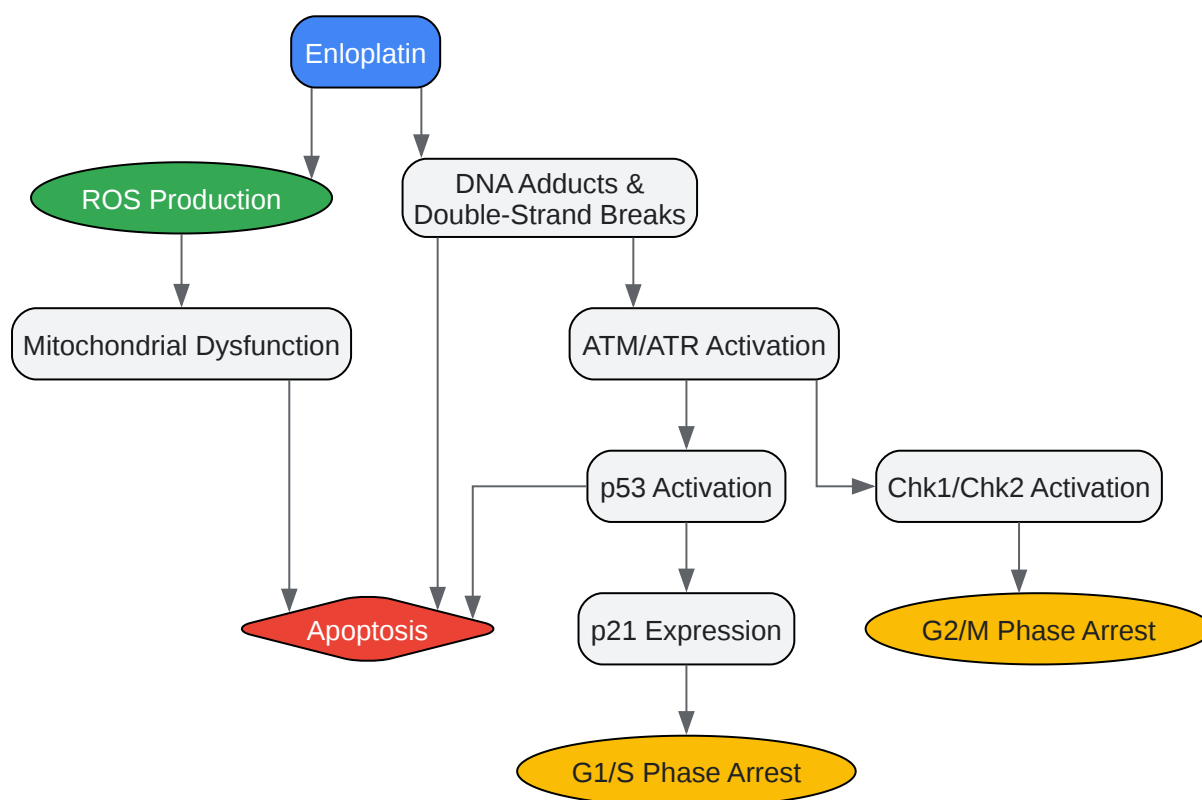 Enloplatin
ROS Production
DNA Adducts &
Double-Strand Breaks
Mitochondrial Dysfunction
ATM/ATR Activation
p53 Activation
Chk1/Chk2 Activation
Apoptosis
p21 Expression
G2/M Phase Arrest
G1/S Phase Arrest